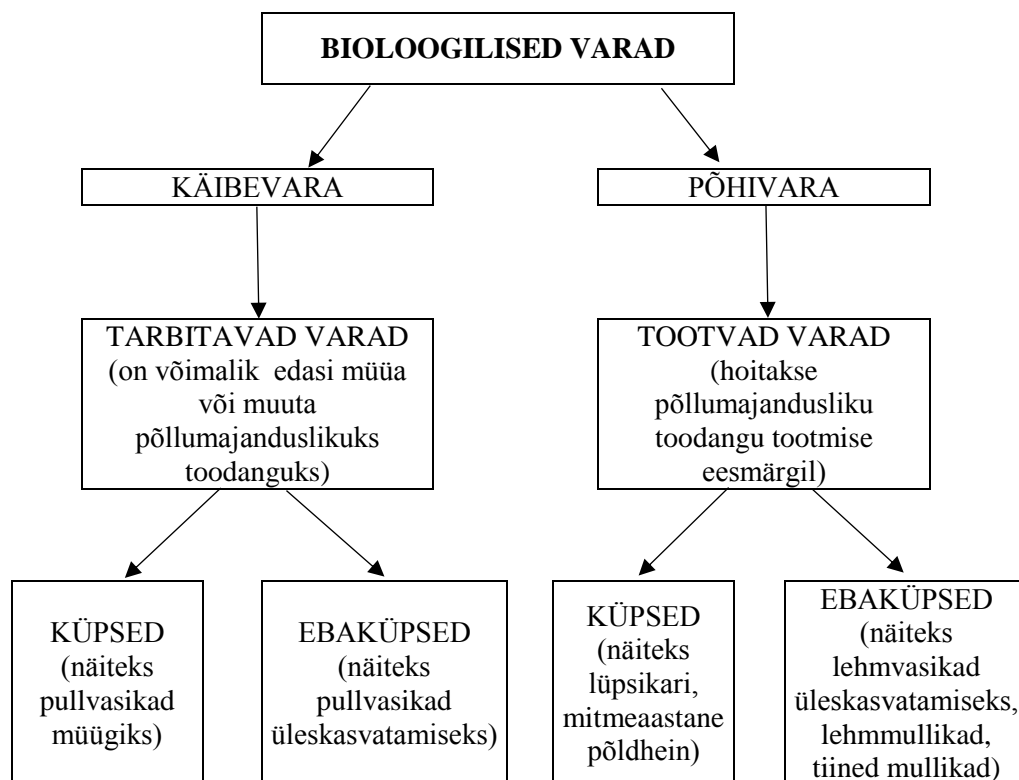 BIOLOOGILISED VARAD
KÄIBEVARA
PÕHIVARA
TARBITAVAD VARAD
(on võimalik edasi müüa
või muuta
põllumajanduslikuks
toodanguks)
TOOTVAD VARAD
(hoitakse
põllumajandusliku
toodangu tootmise
eesmärgil)
KÜPSED
(näiteks
pullvasikad
müügiks)
EBAKÜPSED
(näiteks
pullvasikad
üleskasvatamiseks)
KÜPSED
(näiteks
lüpsikari,
mitmeaastane
põldhein)
EBAKÜPSED
(näiteks
lehmvasikad
üleskasvatamiseks,
lehmmullikad,
tiined mullikad)